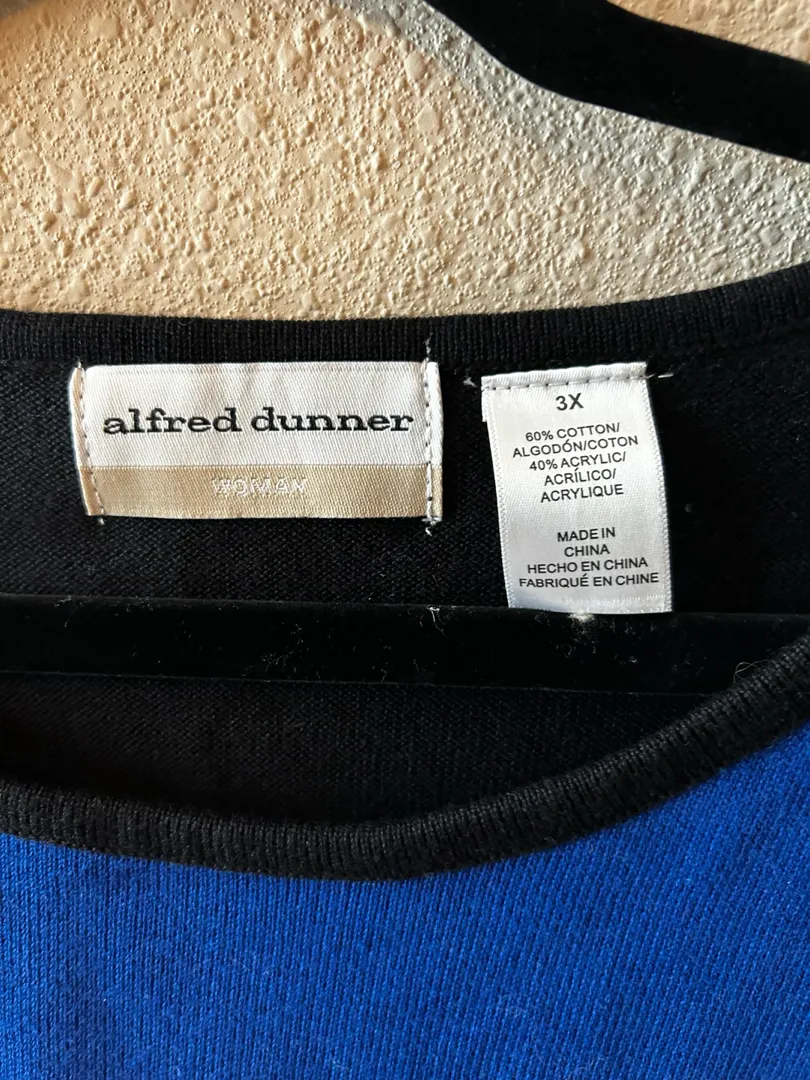 alfred dunner
WOMAN
3X
60% COTTON/
ALGODÓN/COTON
40% ACRYLIC/
ACRÍLICO/
ACRYLIQUE
MADE IN
CHINA
HECHO EN CHINA
FABRIQUÉ EN CHINE